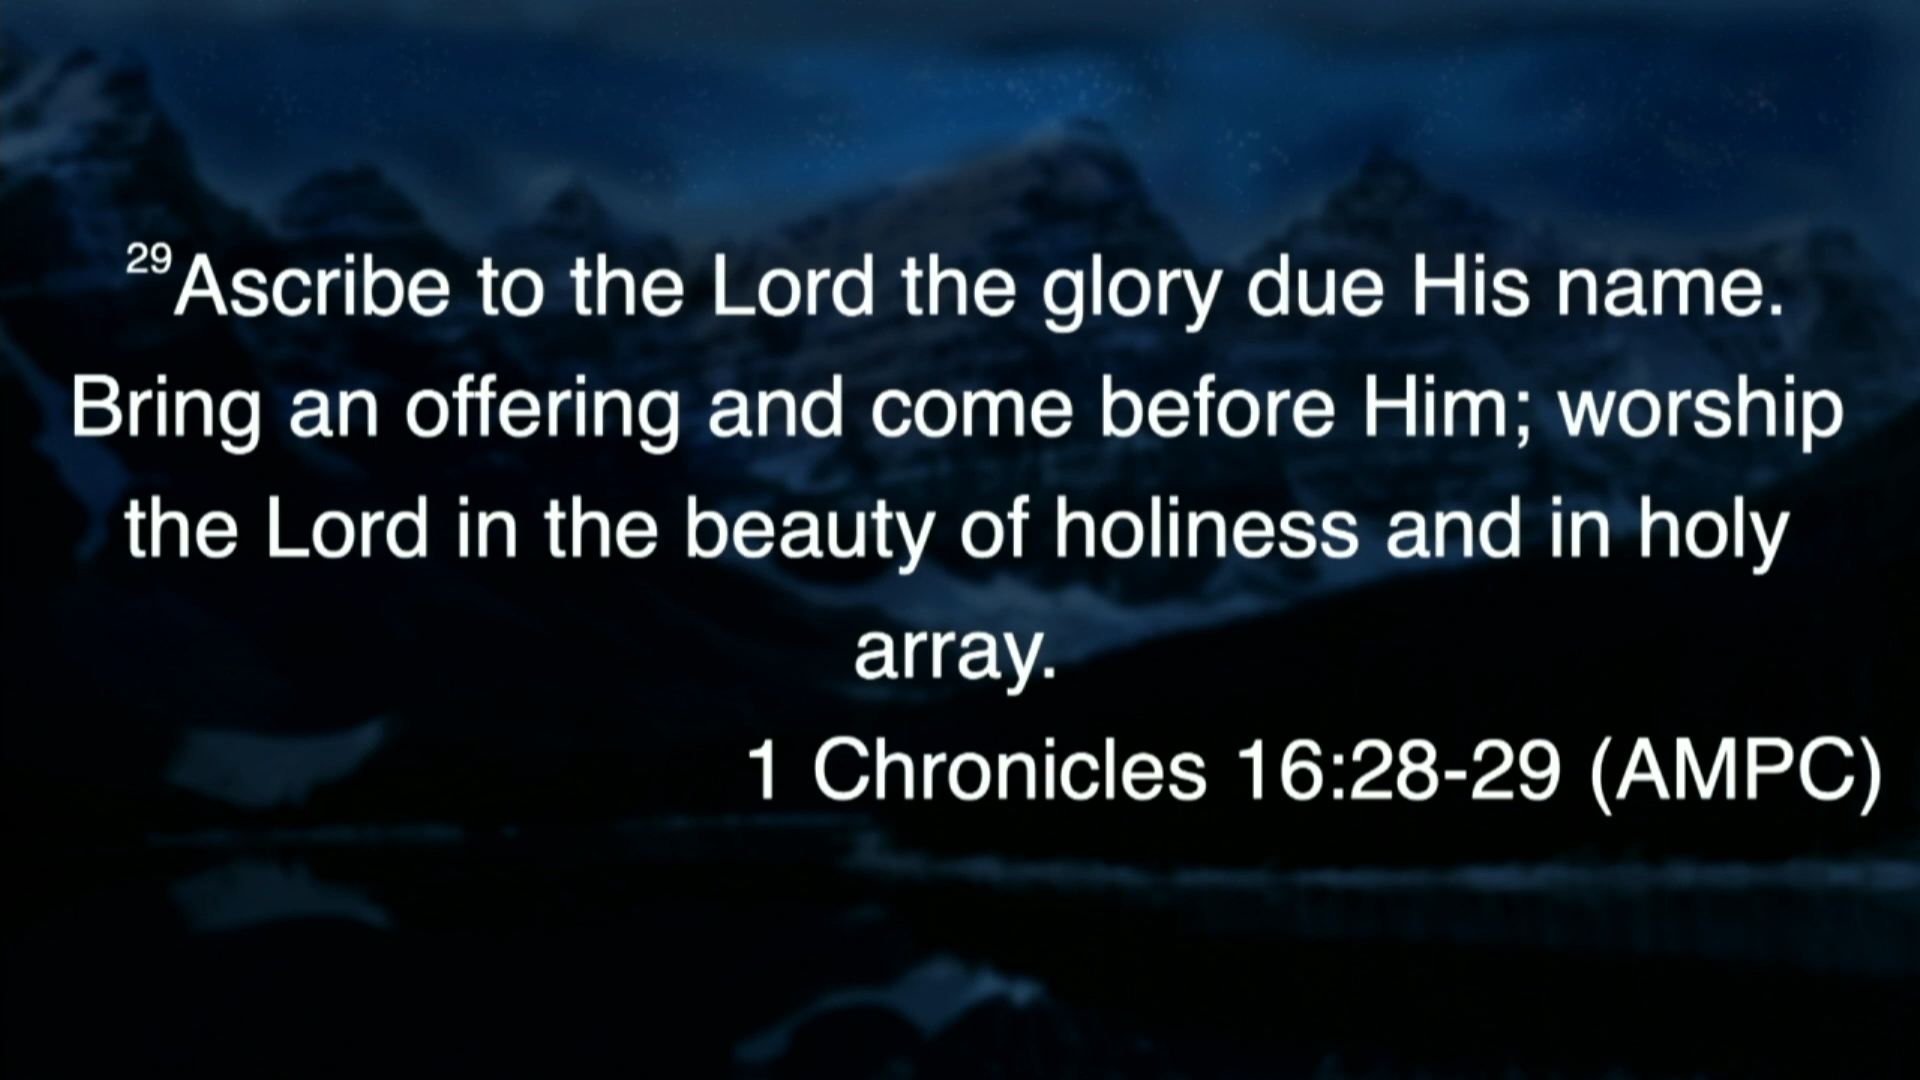 29Ascribe to the Lord the glory due His name.
Bring an offering and come before Him; worship
the Lord in the beauty of holiness and in holy
array.
1 Chronicles 16:28-29 (AMPC)